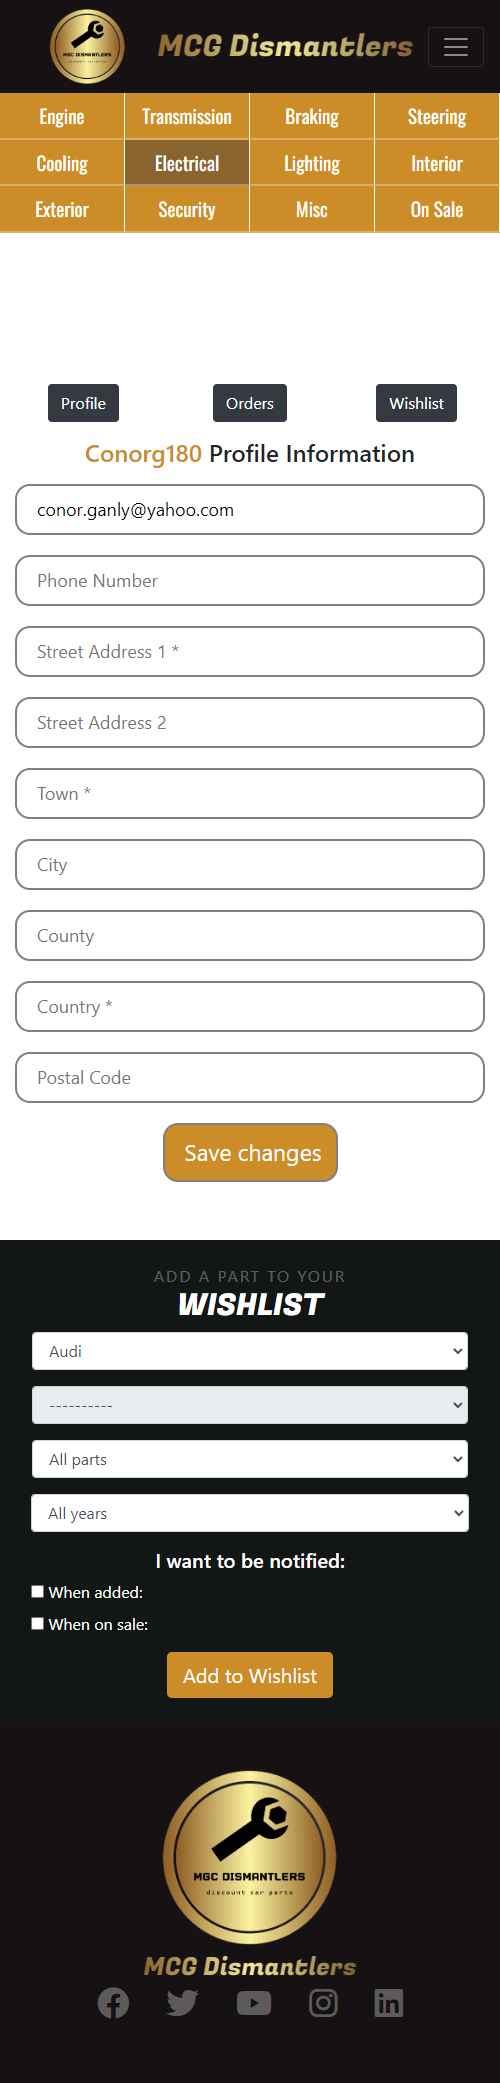 MGC DISMANTLERS
MCG Dismantlers
Engine Transmission Braking Steering
Cooling Electrical Lighting Interior
Exterior Security Misc On Sale
Profile Orders Wishlist
Conorg180 Profile Information
conor.ganly@yahoo.com
Phone Number
Street Address 1 *
Street Address 2
Town *
City
County
Country *
Postal Code
Save changes
ADD A PART TO YOUR
WISHLIST
Audi
----------
All parts
All years
I want to be notified:
When added:
When on sale:
Add to Wishlist
MGC DISMANTLERS
discount car parts
MCG Dismantlers